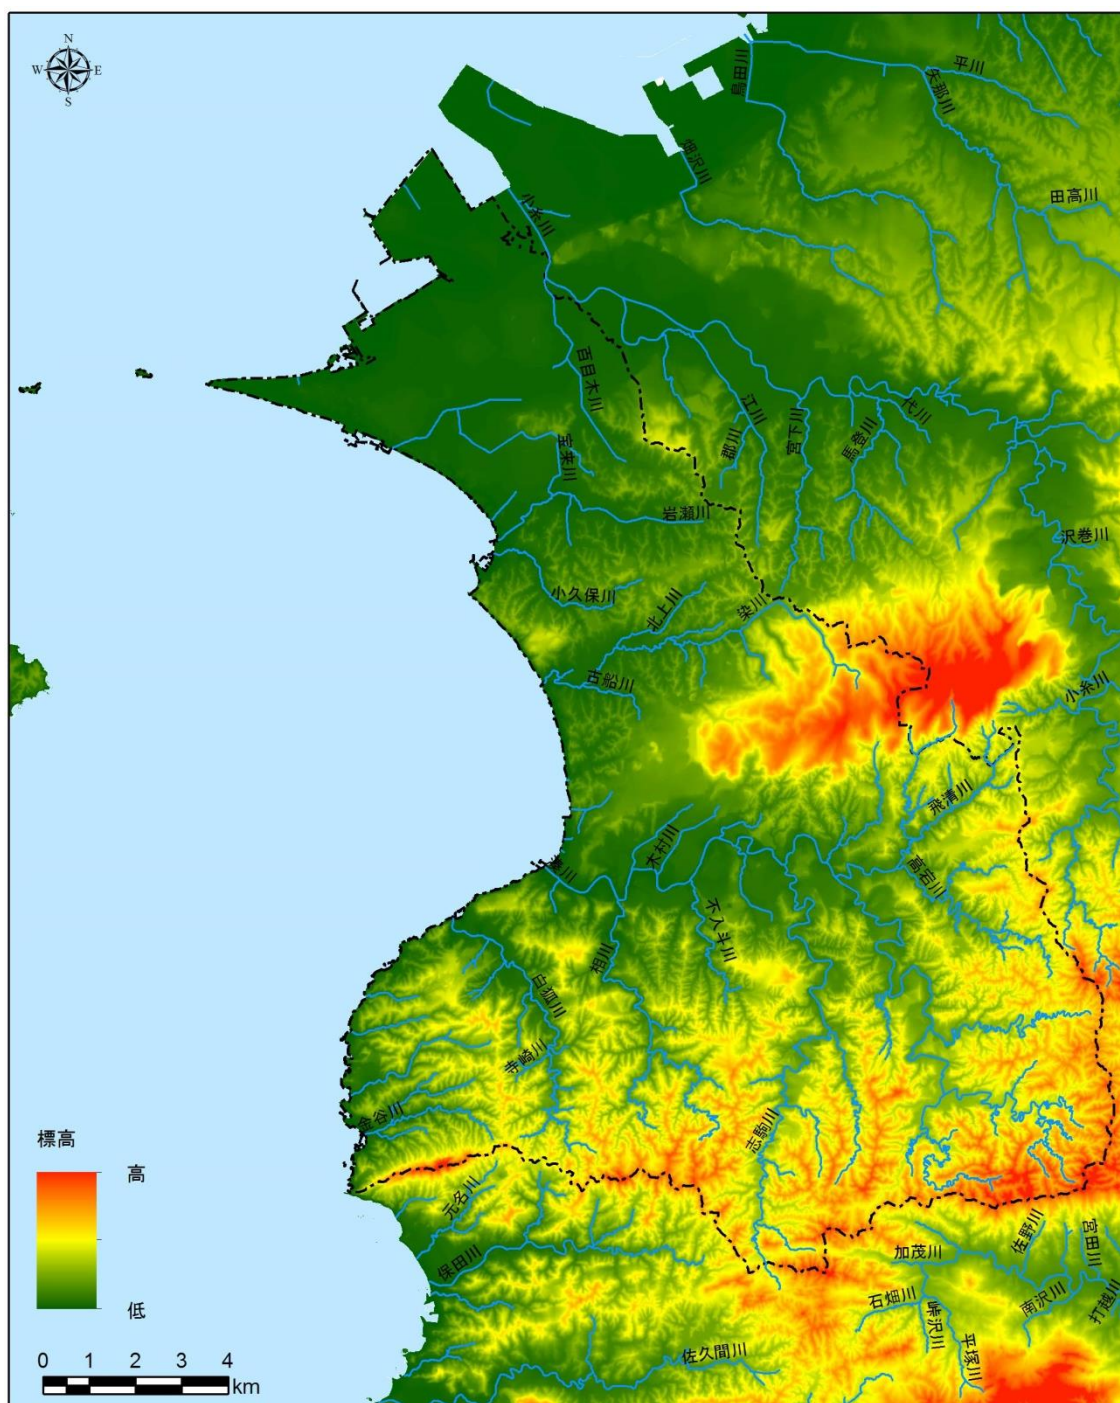 N
W E
S
烏田川
平川
矢那川
畑沢川
田高川
小糸川
百目木川
江川
郡川
宮下川
馬登川
代川
宝来川
岩瀬川
沢巻川
小久保川
北上川
染川
古船川
小糸川
飛清川
木村川
湊川
高宕川
不入斗川
相川
白狐川
寺崎川
金谷川
志駒川
元名川
保田川
加茂川
佐野川
宮田川
石畑川
南沢川
打越川
峠沢川
平塚川
佐久間川
標高
高
低
0 1 2 3 4
km